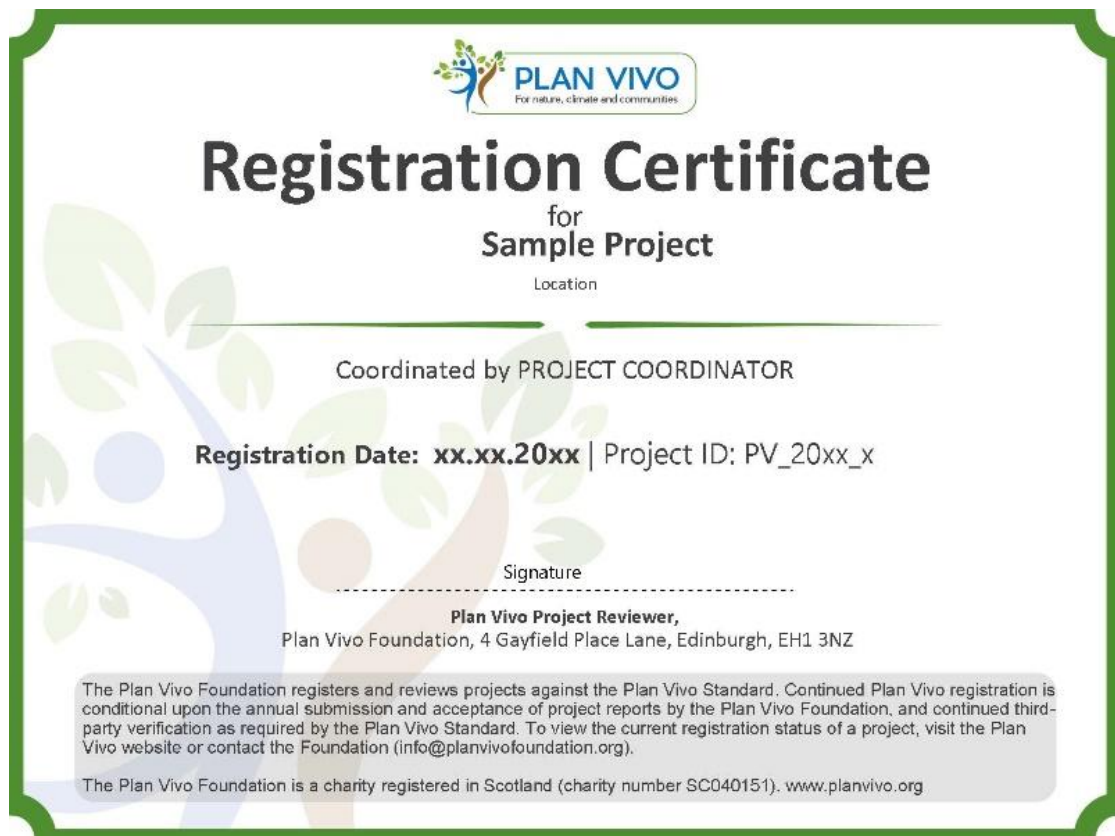 PLAN VIVO
For nature, climate and communities
Registration Certificate
for
Sample Project
Location
Coordinated by PROJECT COORDINATOR
Registration Date: xx.xx.20xx | Project ID: PV_20xx_x
Signature
Plan Vivo Project Reviewer,
Plan Vivo Foundation, 4 Gayfield Place Lane, Edinburgh, EH1 3NZ
The Plan Vivo Foundation registers and reviews projects against the Plan Vivo Standard. Continued Plan Vivo registration is
conditional upon the annual submission and acceptance of project reports by the Plan Vivo Foundation, and continued third-
party verification as required by the Plan Vivo Standard. To view the current registration status of a project, visit the Plan
Vivo website or contact the Foundation (info@planvivofoundation.org).
The Plan Vivo Foundation is a charity registered in Scotland (charity number SC040151). www.planvivo.org